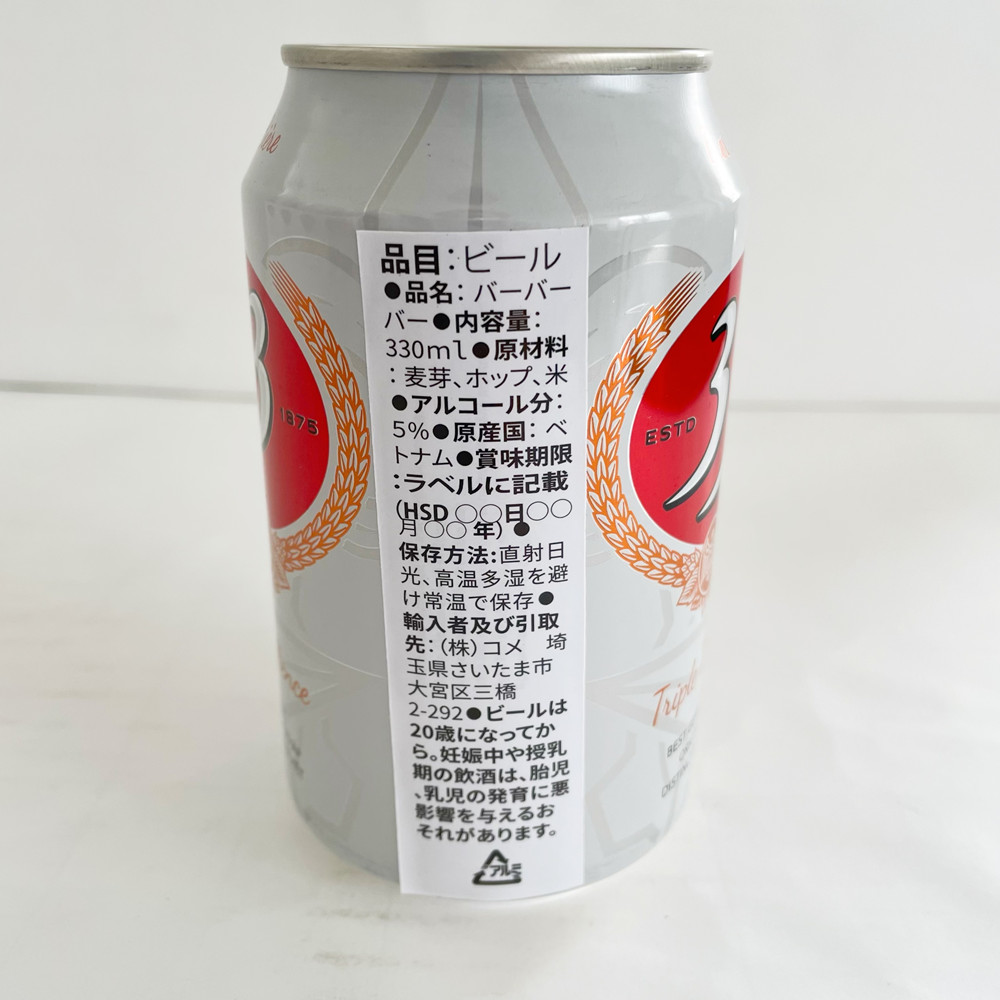 品目：ビール
●品名：バーバー
バー●内容量：
330ｍｌ●原材料
：麦芽、ホップ、米
●アルコール分：
5%●原産国：ベ
トナム●賞味期限
：ラベルに記載
（HSD ○○日○○
月○○ 年）●
保存方法：直射日
光、高温多湿を避
け常温で保存●
輸入者及び引取
先：（株）コメ　埼
玉県さいたま市
大宮区三橋
2-292●ビールは
20歳になってか
ら。妊娠中や授乳
期の飲酒は、胎児
、乳児の発育に悪
影響を与えるお
それがあります。
アルミ
1875
ESTD